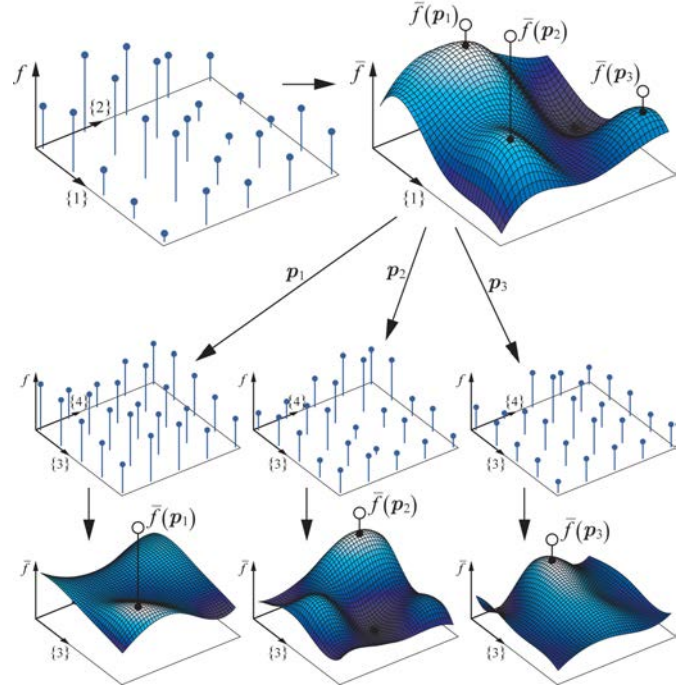 f
{2}
{1}
f̄
f̄(p₁)
f̄(p₂)
f̄(p₃)
{1}
p₁
p₂
p₃
f
{4}
{3}
f
{4}
{3}
f
{4}
{3}
f̄
f̄(p₁)
{3}
f̄
f̄(p₂)
{3}
f̄
f̄(p₃)
{3}